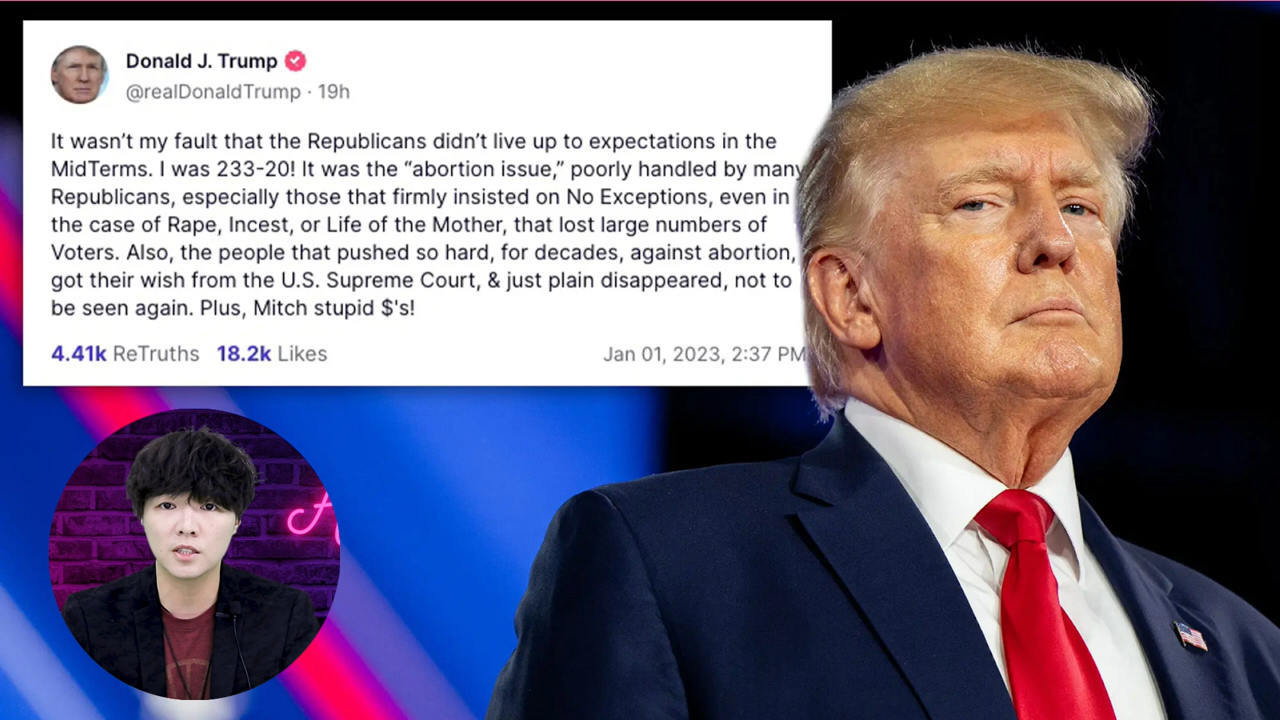 Donald J. Trump
@realDonaldTrump · 19h
It wasn’t my fault that the Republicans didn’t live up to expectations in the
MidTerms. I was 233-20! It was the “abortion issue,” poorly handled by many
Republicans, especially those that firmly insisted on No Exceptions, even in
the case of Rape, Incest, or Life of the Mother, that lost large numbers of
Voters. Also, the people that pushed so hard, for decades, against abortion,
got their wish from the U.S. Supreme Court, & just plain disappeared, not to
be seen again. Plus, Mitch stupid $'s!
4.41k ReTruths 18.2k Likes
Jan 01, 2023, 2:37 PM